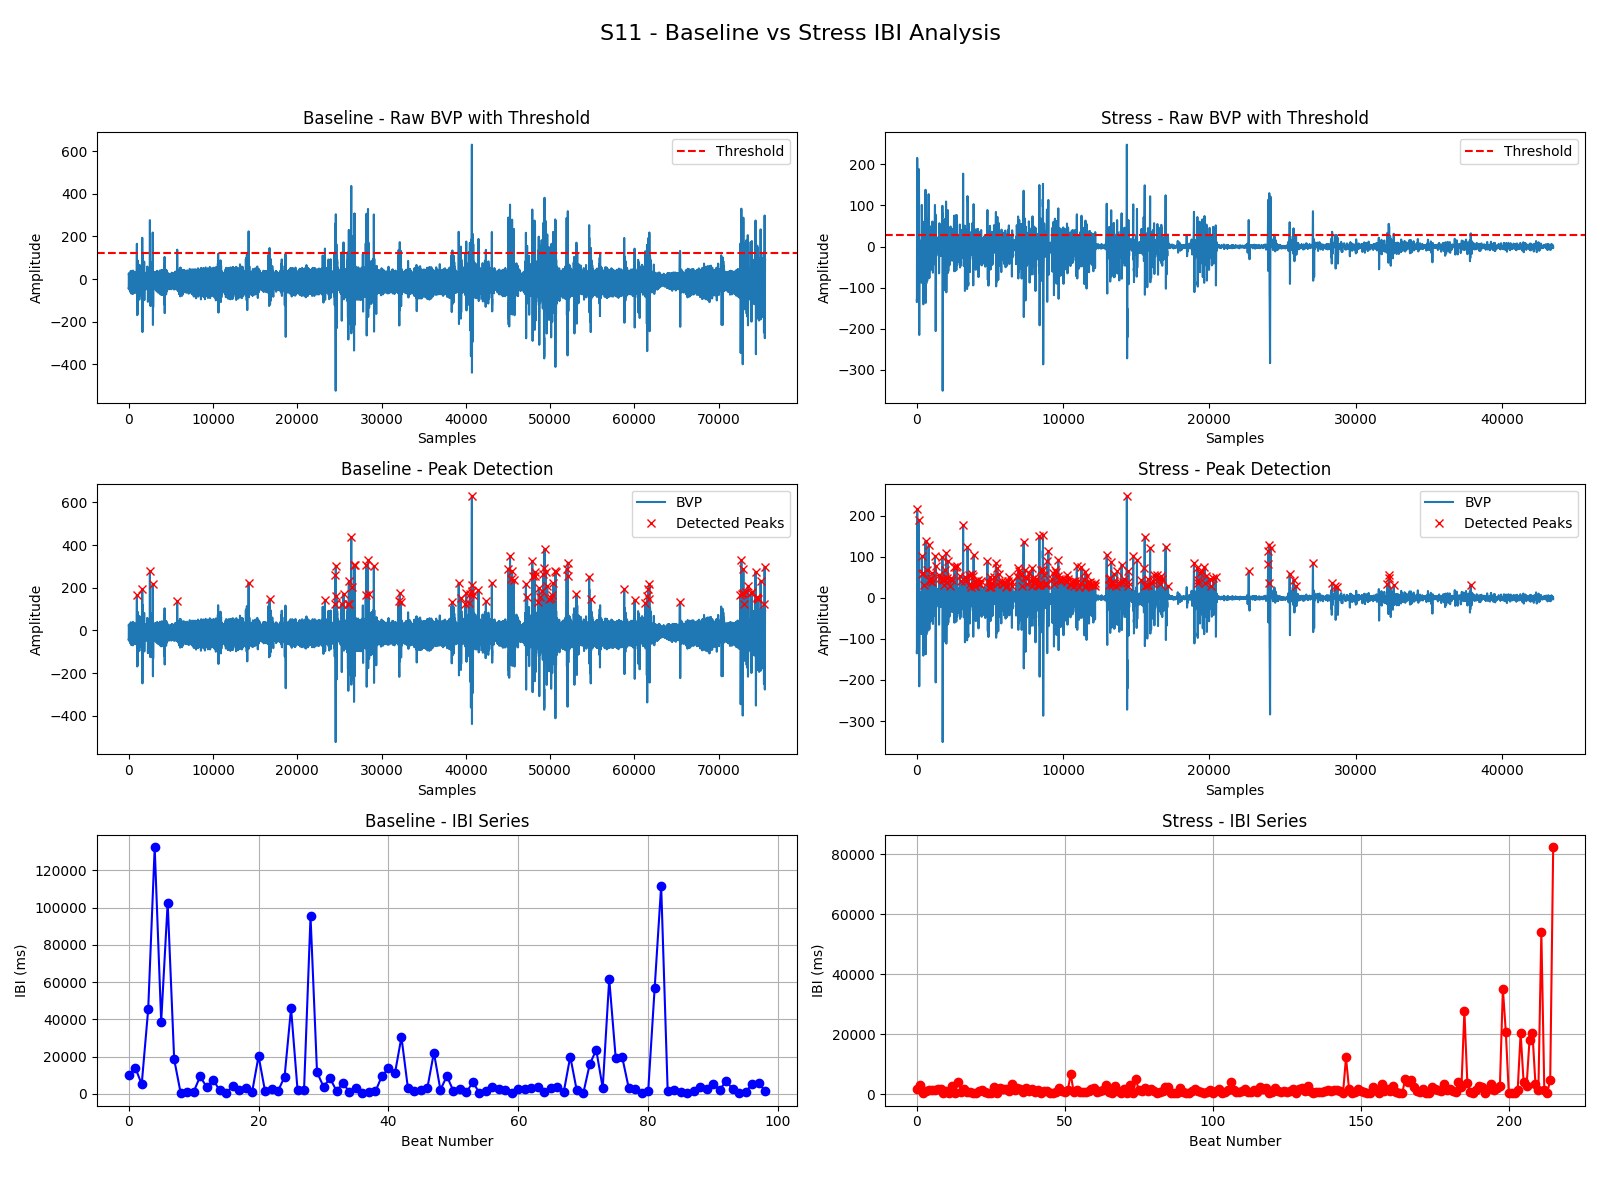 S11 - Baseline vs Stress IBI Analysis
Baseline - Raw BVP with Threshold
Amplitude
600
400
200
0
−200
−400
Threshold
0 10000 20000 30000 40000 50000 60000 70000
Samples
Stress - Raw BVP with Threshold
Amplitude
200
100
0
−100
−200
−300
Threshold
0 10000 20000 30000 40000
Samples
Baseline - Peak Detection
Amplitude
600
400
200
0
−200
−400
BVP
Detected Peaks
0 10000 20000 30000 40000 50000 60000 70000
Samples
Stress - Peak Detection
Amplitude
200
100
0
−100
−200
−300
BVP
Detected Peaks
0 10000 20000 30000 40000
Samples
Baseline - IBI Series
IBI (ms)
120000
100000
80000
60000
40000
20000
0
0 20 40 60 80 100
Beat Number
Stress - IBI Series
IBI (ms)
80000
60000
40000
20000
0
0 50 100 150 200
Beat Number